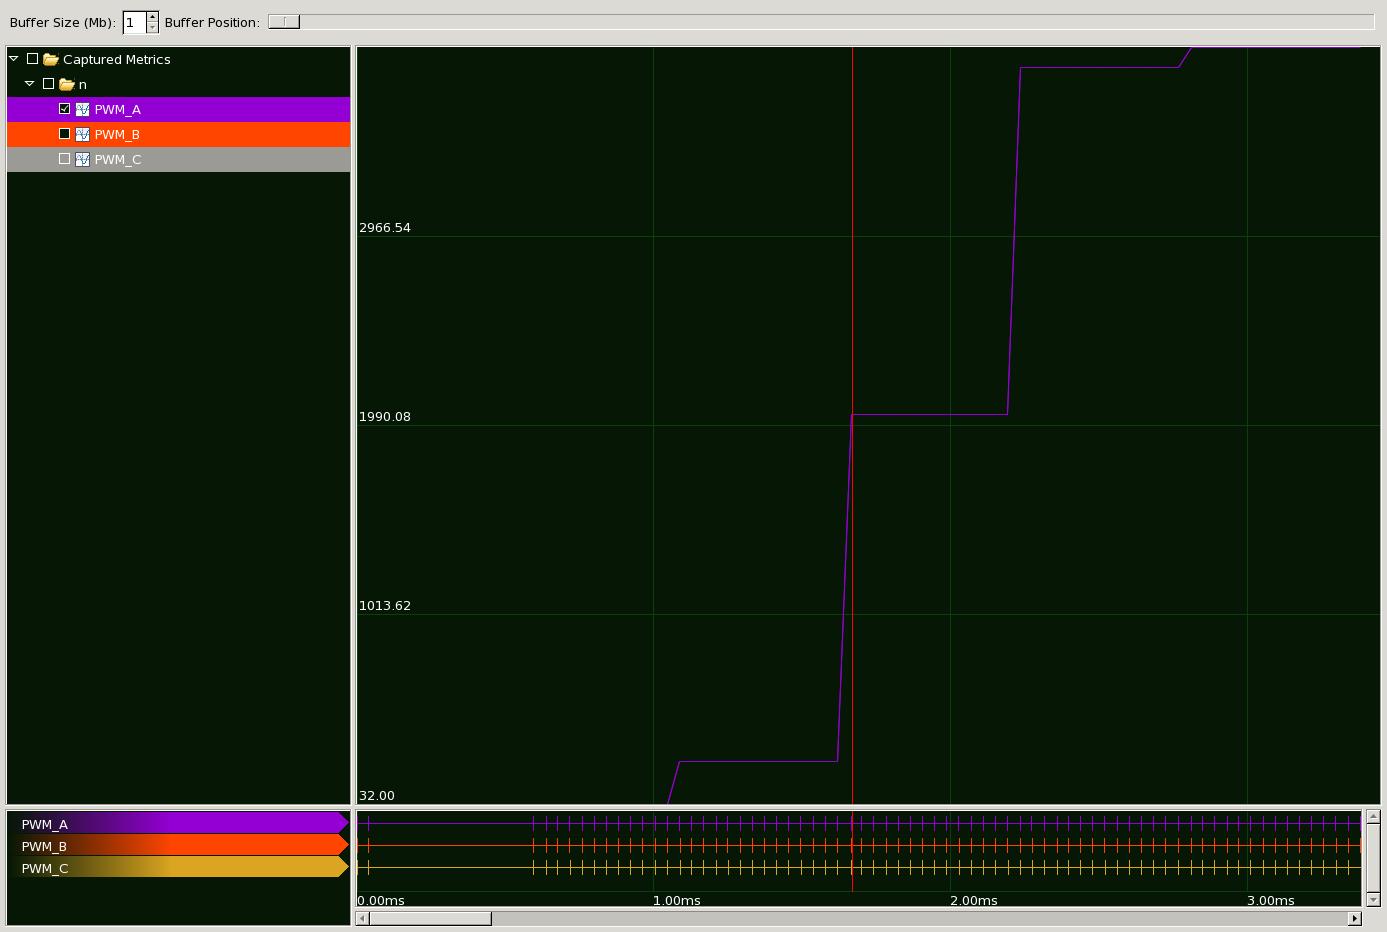 Buffer Size (Mb): 1 Buffer Position:
Captured Metrics
n
PWM_A
PWM_B
PWM_C
2966.54
1990.08
1013.62
32.00
PWM_A
PWM_B
PWM_C
0.00ms 1.00ms 2.00ms 3.00ms